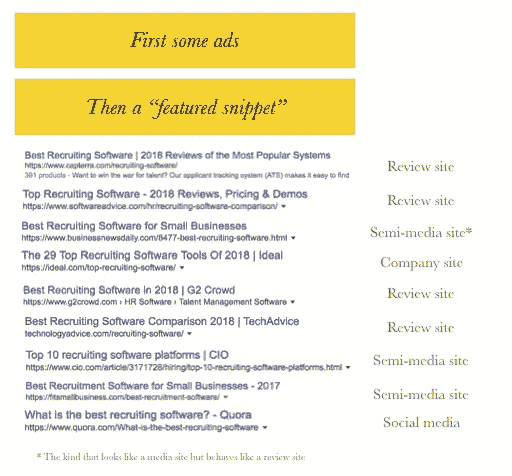 First some ads
Then a “featured snippet”
Best Recruiting Software | 2018 Reviews of the Most Popular Systems
https://www.capterra.com/recruiting-software/
391 products - Want to win the war for talent? Our applicant tracking system (ATS) makes it easy to find
Review site
Top Recruiting Software - 2018 Reviews, Pricing & Demos
https://www.softwareadvice.com/hr/recruiting-software-comparison/
Review site
Best Recruiting Software for Small Businesses
https://www.businessnewsdaily.com/8477-best-recruiting-software.html
Semi-media site*
The 29 Top Recruiting Software Tools Of 2018 | Ideal
https://ideal.com/top-recruiting-software/
Company site
Best Recruiting Software in 2018 | G2 Crowd
https://www.g2crowd.com › HR Software › Talent Management Software
Review site
Best Recruiting Software Comparison 2018 | TechAdvice
technologyadvice.com/recruiting-software/
Review site
Top 10 recruiting software platforms | CIO
https://www.cio.com/article/3171728/hiring/top-10-recruiting-software-platforms.html
Semi-media site
Best Recruitment Software for Small Businesses - 2017
https://fitsmallbusiness.com/best-recruitment-software/
Semi-media site
What is the best recruiting software? - Quora
https://www.quora.com/What-is-the-best-recruiting-software
Social media
* The kind that looks like a media site but behaves like a review site